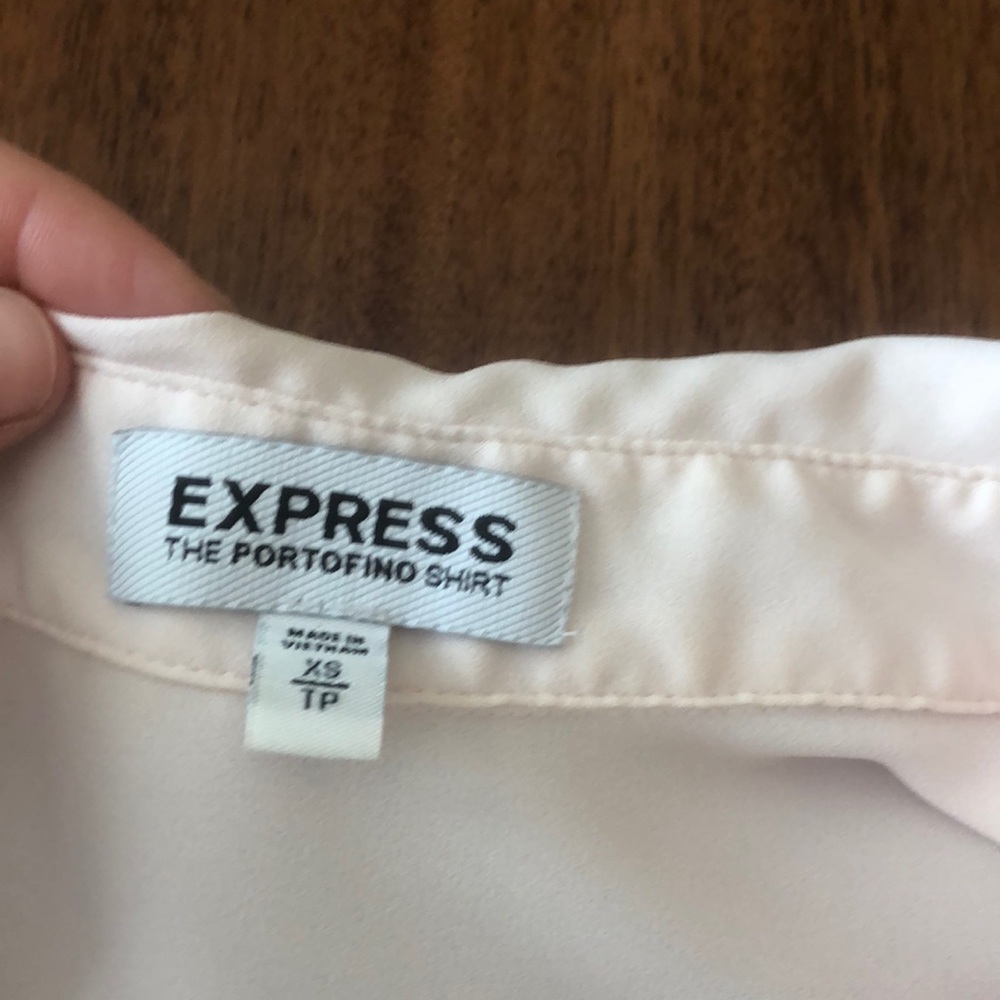 EXPRESS
THE PORTOFINO SHIRT
MADE IN
VIETNAM
XS
TP